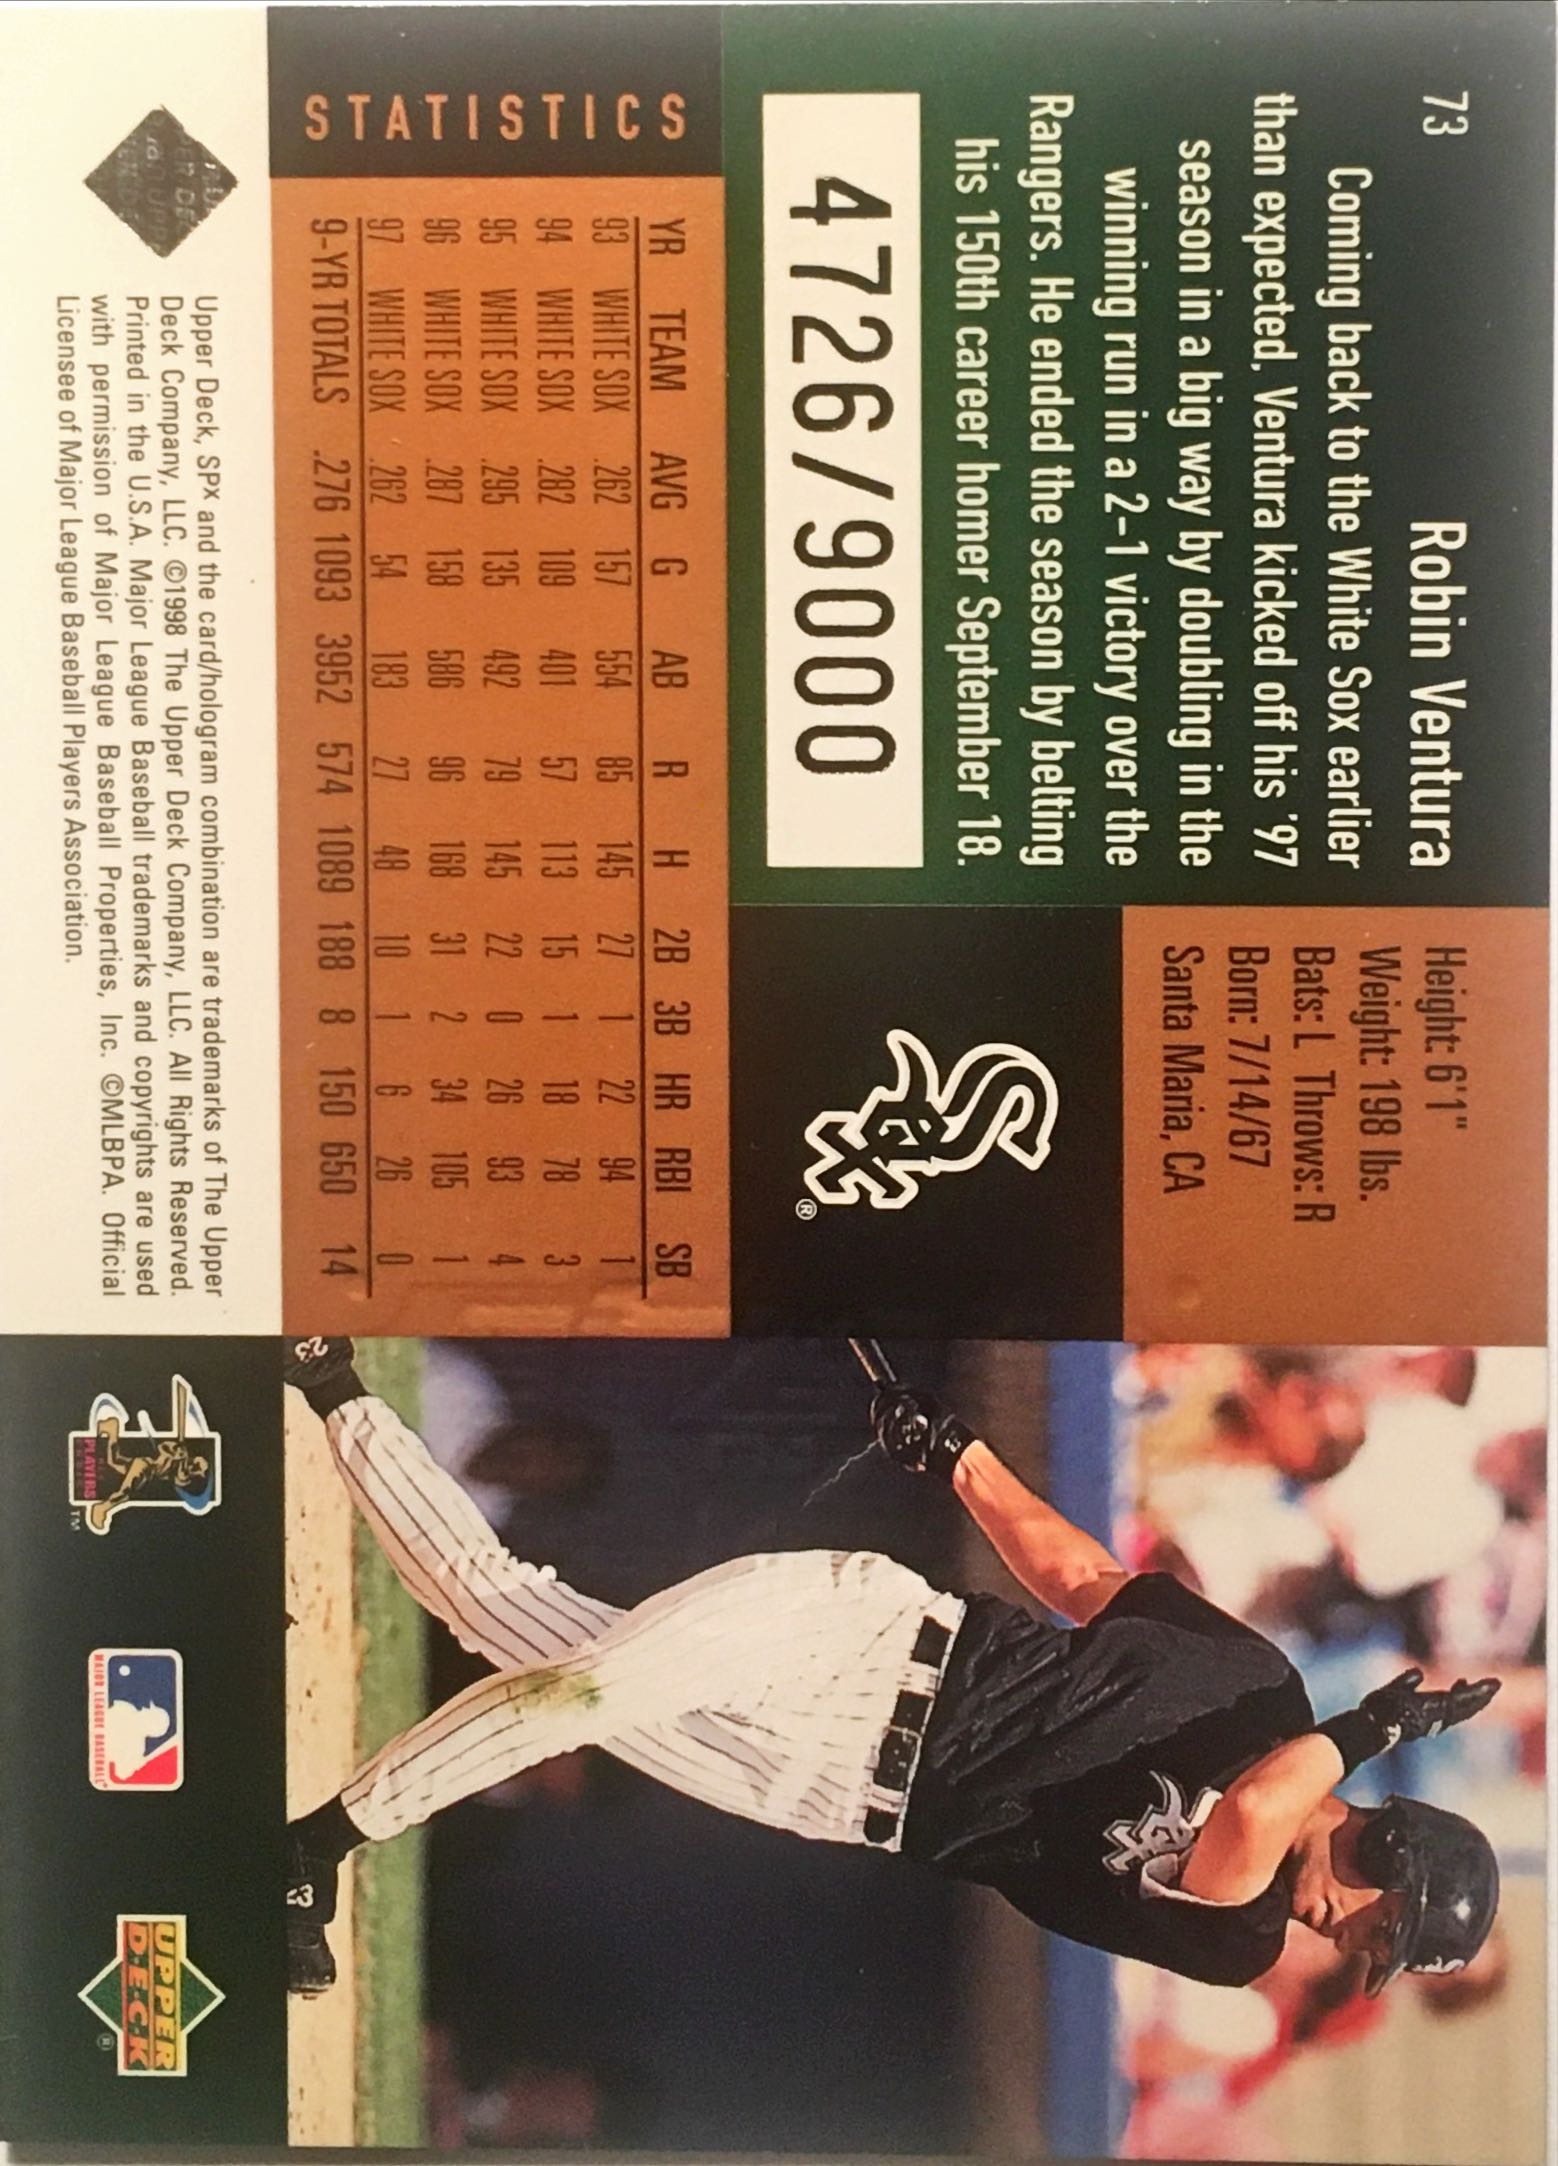 73
Robin Ventura
Coming back to the White Sox earlier
than expected, Ventura kicked off his '97
season in a big way by doubling in the
winning run in a 2-1 victory over the
Rangers. He ended the season by belting
his 150th career homer September 18.
4726/9000
Height: 6'1"
Weight: 198 lbs.
Bats: L Throws: R
Born: 7/14/67
Santa Maria, CA
Sox®
STATISTICS
YR TEAM AVG G AB R H 2B 3B HR RBI SB
93 WHITE SOX .262 157 554 85 145 27 1 22 94 1
94 WHITE SOX .282 109 401 57 113 15 1 18 78 3
95 WHITE SOX .295 135 492 79 145 22 0 26 93 4
96 WHITE SOX .287 158 586 96 168 31 2 34 105 1
97 WHITE SOX .262 54 183 27 48 10 1 6 26 0
9-YR TOTALS .276 1093 3952 574 1089 188 8 150 650 14
Upper Deck, SPx and the card/hologram combination are trademarks of The Upper
Deck Company, LLC. ©1998 The Upper Deck Company, LLC. All Rights Reserved.
Printed in the U.S.A. Major League Baseball trademarks and copyrights are used
with permission of Major League Baseball Properties, Inc. ©MLBPA. Official
Licensee of Major League Baseball Players Association.
Sox
23
23
PLAYERS
TM
MAJOR LEAGUE BASEBALL
UPPER
DECK
®